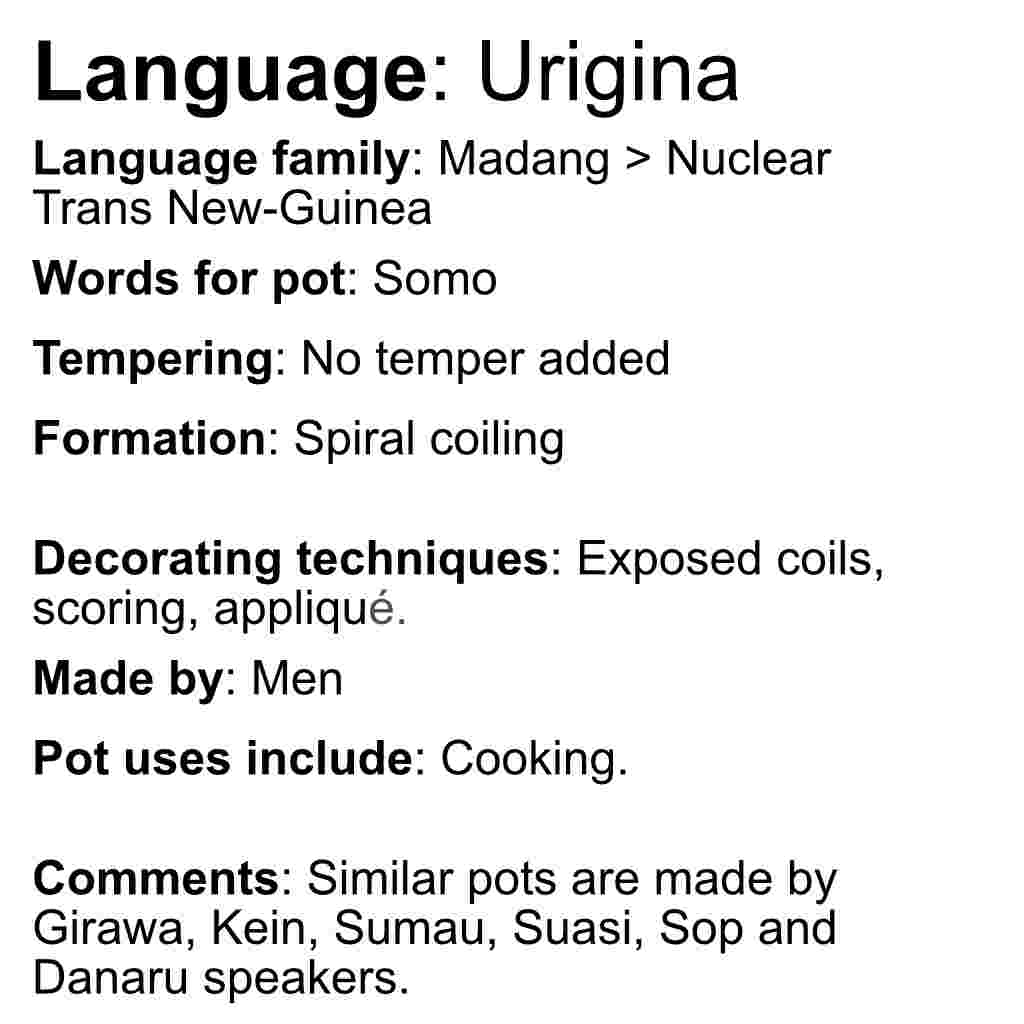 Language: Urigina
Language family: Madang > Nuclear
Trans New-Guinea
Words for pot: Somo
Tempering: No temper added
Formation: Spiral coiling
Decorating techniques: Exposed coils,
scoring, appliqué.
Made by: Men
Pot uses include: Cooking.
Comments: Similar pots are made by
Girawa, Kein, Sumau, Suasi, Sop and
Danaru speakers.